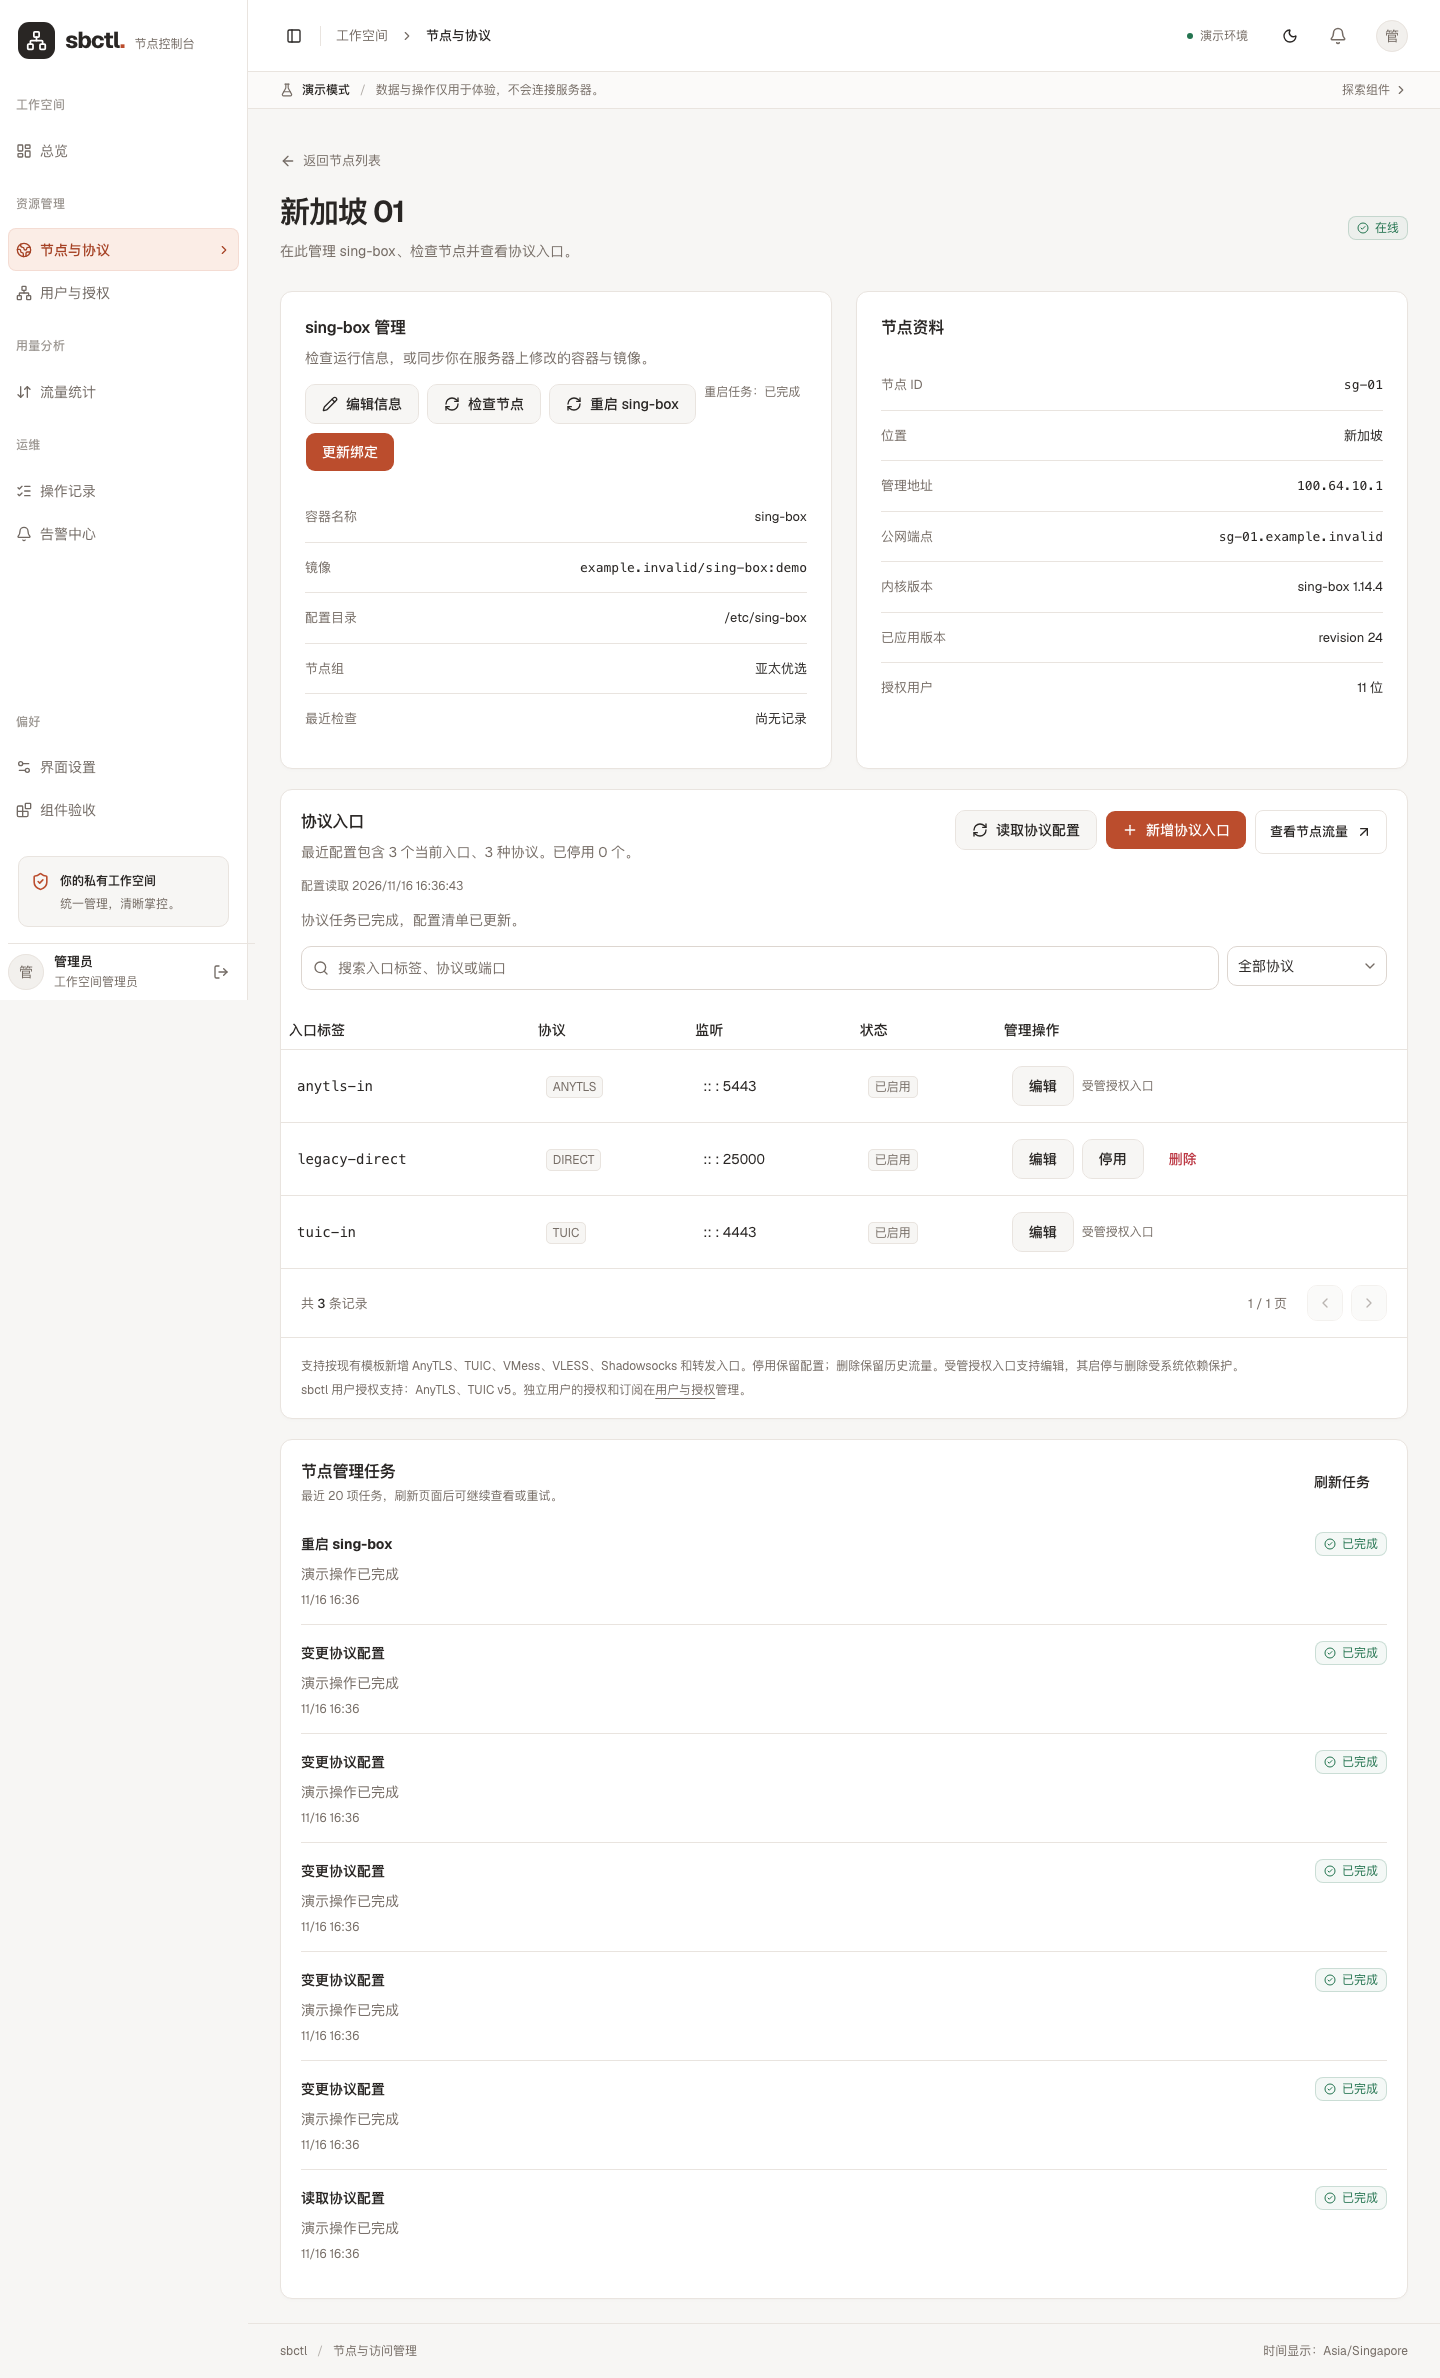 sbctl. 节点控制台
工作空间
总览
资源管理
节点与协议
用户与授权
用量分析
流量统计
运维
操作记录
告警中心
偏好
界面设置
组件验收
你的私有工作空间
统一管理，清晰掌控。
管
管理员
工作空间管理员
工作空间 节点与协议
演示环境
管
演示模式 / 数据与操作仅用于体验，不会连接服务器。
探索组件
返回节点列表
新加坡 01
在此管理 sing-box、检查节点并查看协议入口。
在线
sing-box 管理
检查运行信息，或同步你在服务器上修改的容器与镜像。
编辑信息 检查节点 重启 sing-box 重启任务：已完成
更新绑定
容器名称 sing-box
镜像 example.invalid/sing-box:demo
配置目录 /etc/sing-box
节点组 亚太优选
最近检查 尚无记录
节点资料
节点 ID sg-01
位置 新加坡
管理地址 100.64.10.1
公网端点 sg-01.example.invalid
内核版本 sing-box 1.14.4
已应用版本 revision 24
授权用户 11 位
协议入口
最近配置包含 3 个当前入口、3 种协议。已停用 0 个。
配置读取 2026/11/16 16:36:43
协议任务已完成，配置清单已更新。
读取协议配置 新增协议入口 查看节点流量
搜索入口标签、协议或端口
全部协议
入口标签 协议 监听 状态 管理操作
anytls-in ANYTLS :: : 5443 已启用 编辑 受管授权入口
legacy-direct DIRECT :: : 25000 已启用 编辑 停用 删除
tuic-in TUIC :: : 4443 已启用 编辑 受管授权入口
共 3 条记录
1 / 1 页
支持按现有模板新增 AnyTLS、TUIC、VMess、VLESS、Shadowsocks 和转发入口。停用保留配置；删除保留历史流量。受管授权入口支持编辑，其启停与删除受系统依赖保护。
sbctl 用户授权支持：AnyTLS、TUIC v5。独立用户的授权和订阅在用户与授权管理。
节点管理任务
最近 20 项任务，刷新页面后可继续查看或重试。
刷新任务
重启 sing-box 已完成
演示操作已完成
11/16 16:36
变更协议配置 已完成
演示操作已完成
11/16 16:36
变更协议配置 已完成
演示操作已完成
11/16 16:36
变更协议配置 已完成
演示操作已完成
11/16 16:36
变更协议配置 已完成
演示操作已完成
11/16 16:36
变更协议配置 已完成
演示操作已完成
11/16 16:36
读取协议配置 已完成
演示操作已完成
11/16 16:36
sbctl / 节点与访问管理
时间显示：Asia/Singapore